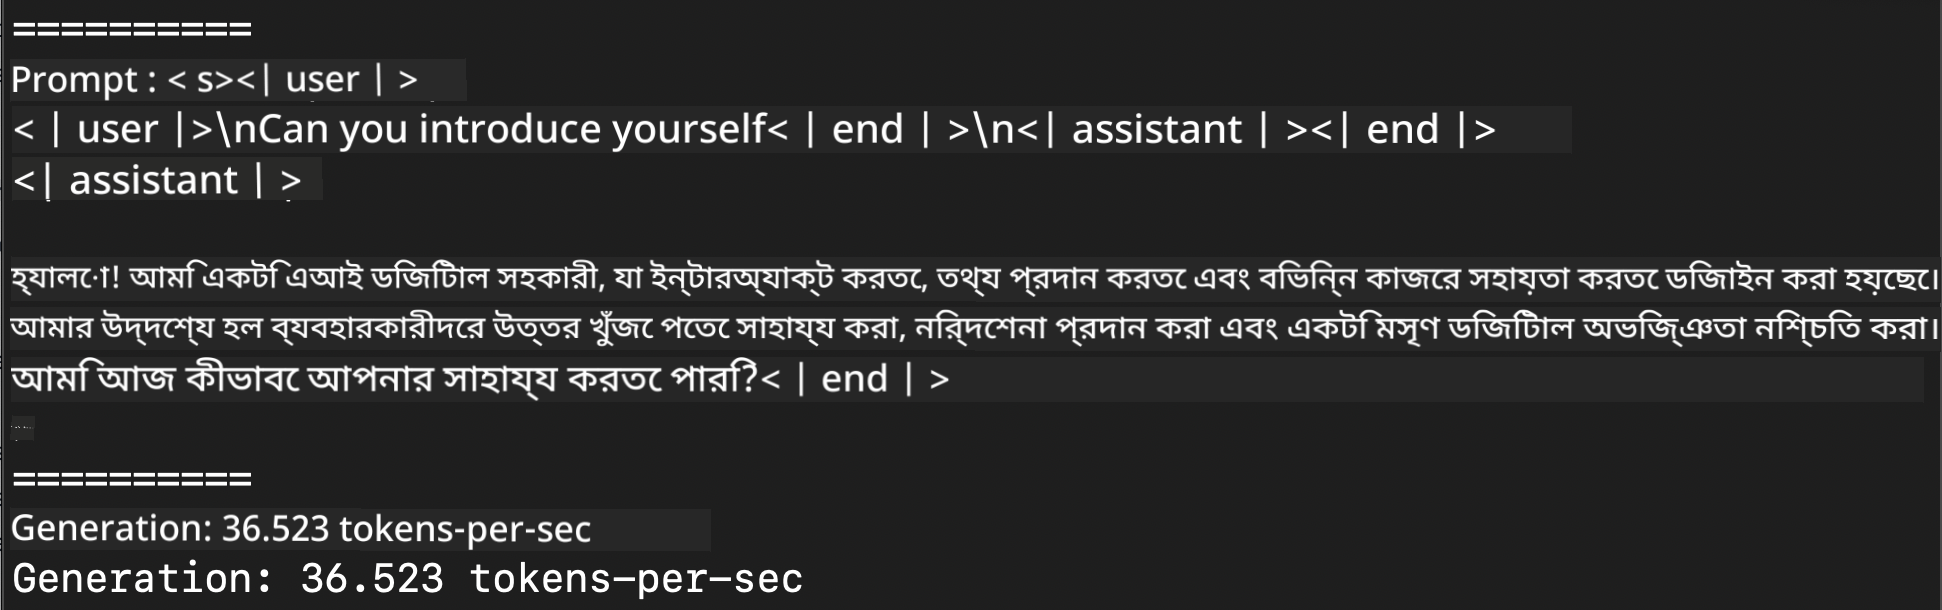 ==========
Prompt : < s><| user | >
< | user |>\nCan you introduce yourself< | end | >\n<| assistant | ><| end |>
<| assistant | >
হ্যালো! আমি একটি এআই ডিজিটাল সহকারী, যা ইন্টারঅ্যাক্ট করতে, তথ্য প্রদান করতে এবং বিভিন্ন কাজের সহায়তা করতে ডিজাইন করা হয়েছে।
আমার উদ্দেশ্য হল ব্যবহারকারীদের উত্তর খুঁজে পেতে সাহায্য করা, নির্দেশনা প্রদান করা এবং একটি মসৃণ ডিজিটাল অভিজ্ঞতা নিশ্চিত করা।
আমি আজ কীভাবে আপনার সাহায্য করতে পারি?< | end | >
==========
Generation: 36.523 tokens-per-sec
Generation: 36.523 tokens-per-sec